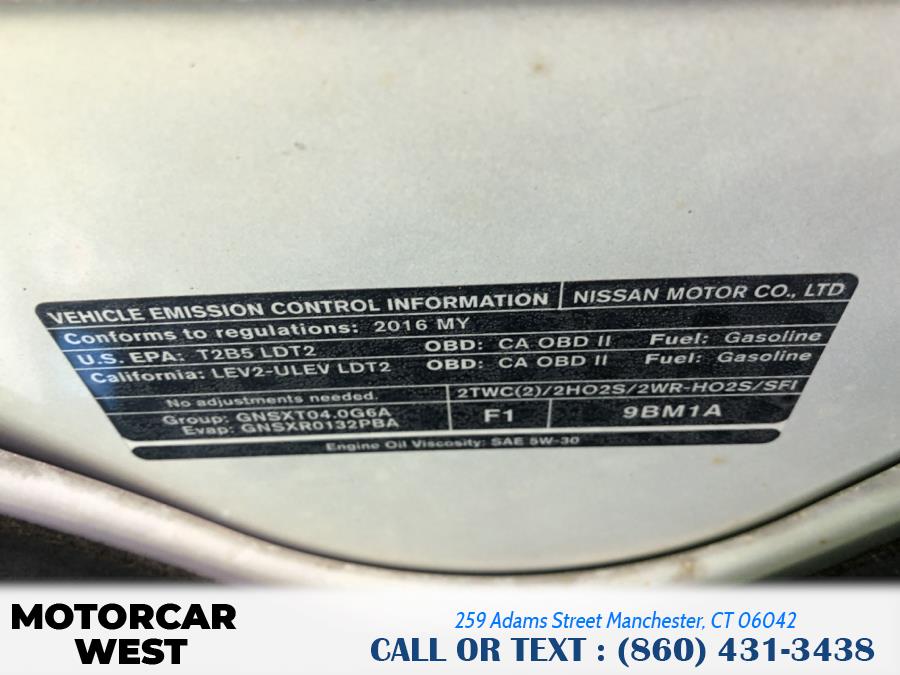 VEHICLE EMISSION CONTROL INFORMATION | NISSAN MOTOR CO., LTD
Conforms to regulations: 2016 MY
U.S. EPA: T2B5 LDT2 OBD: CA OBD II Fuel: Gasoline
California: LEV2-ULEV LDT2 OBD: CA OBD II Fuel: Gasoline
No adjustments needed. 2TWC(2)/2HO2S/2WR-HO2S/SFI
Group: GNSXT04.0G6A F1 9BM1A
Evap: GNSXR0132PBA
Engine Oil Viscosity: SAE 5W-30
MOTORCAR
WEST
259 Adams Street Manchester, CT 06042
CALL OR TEXT : (860) 431-3438